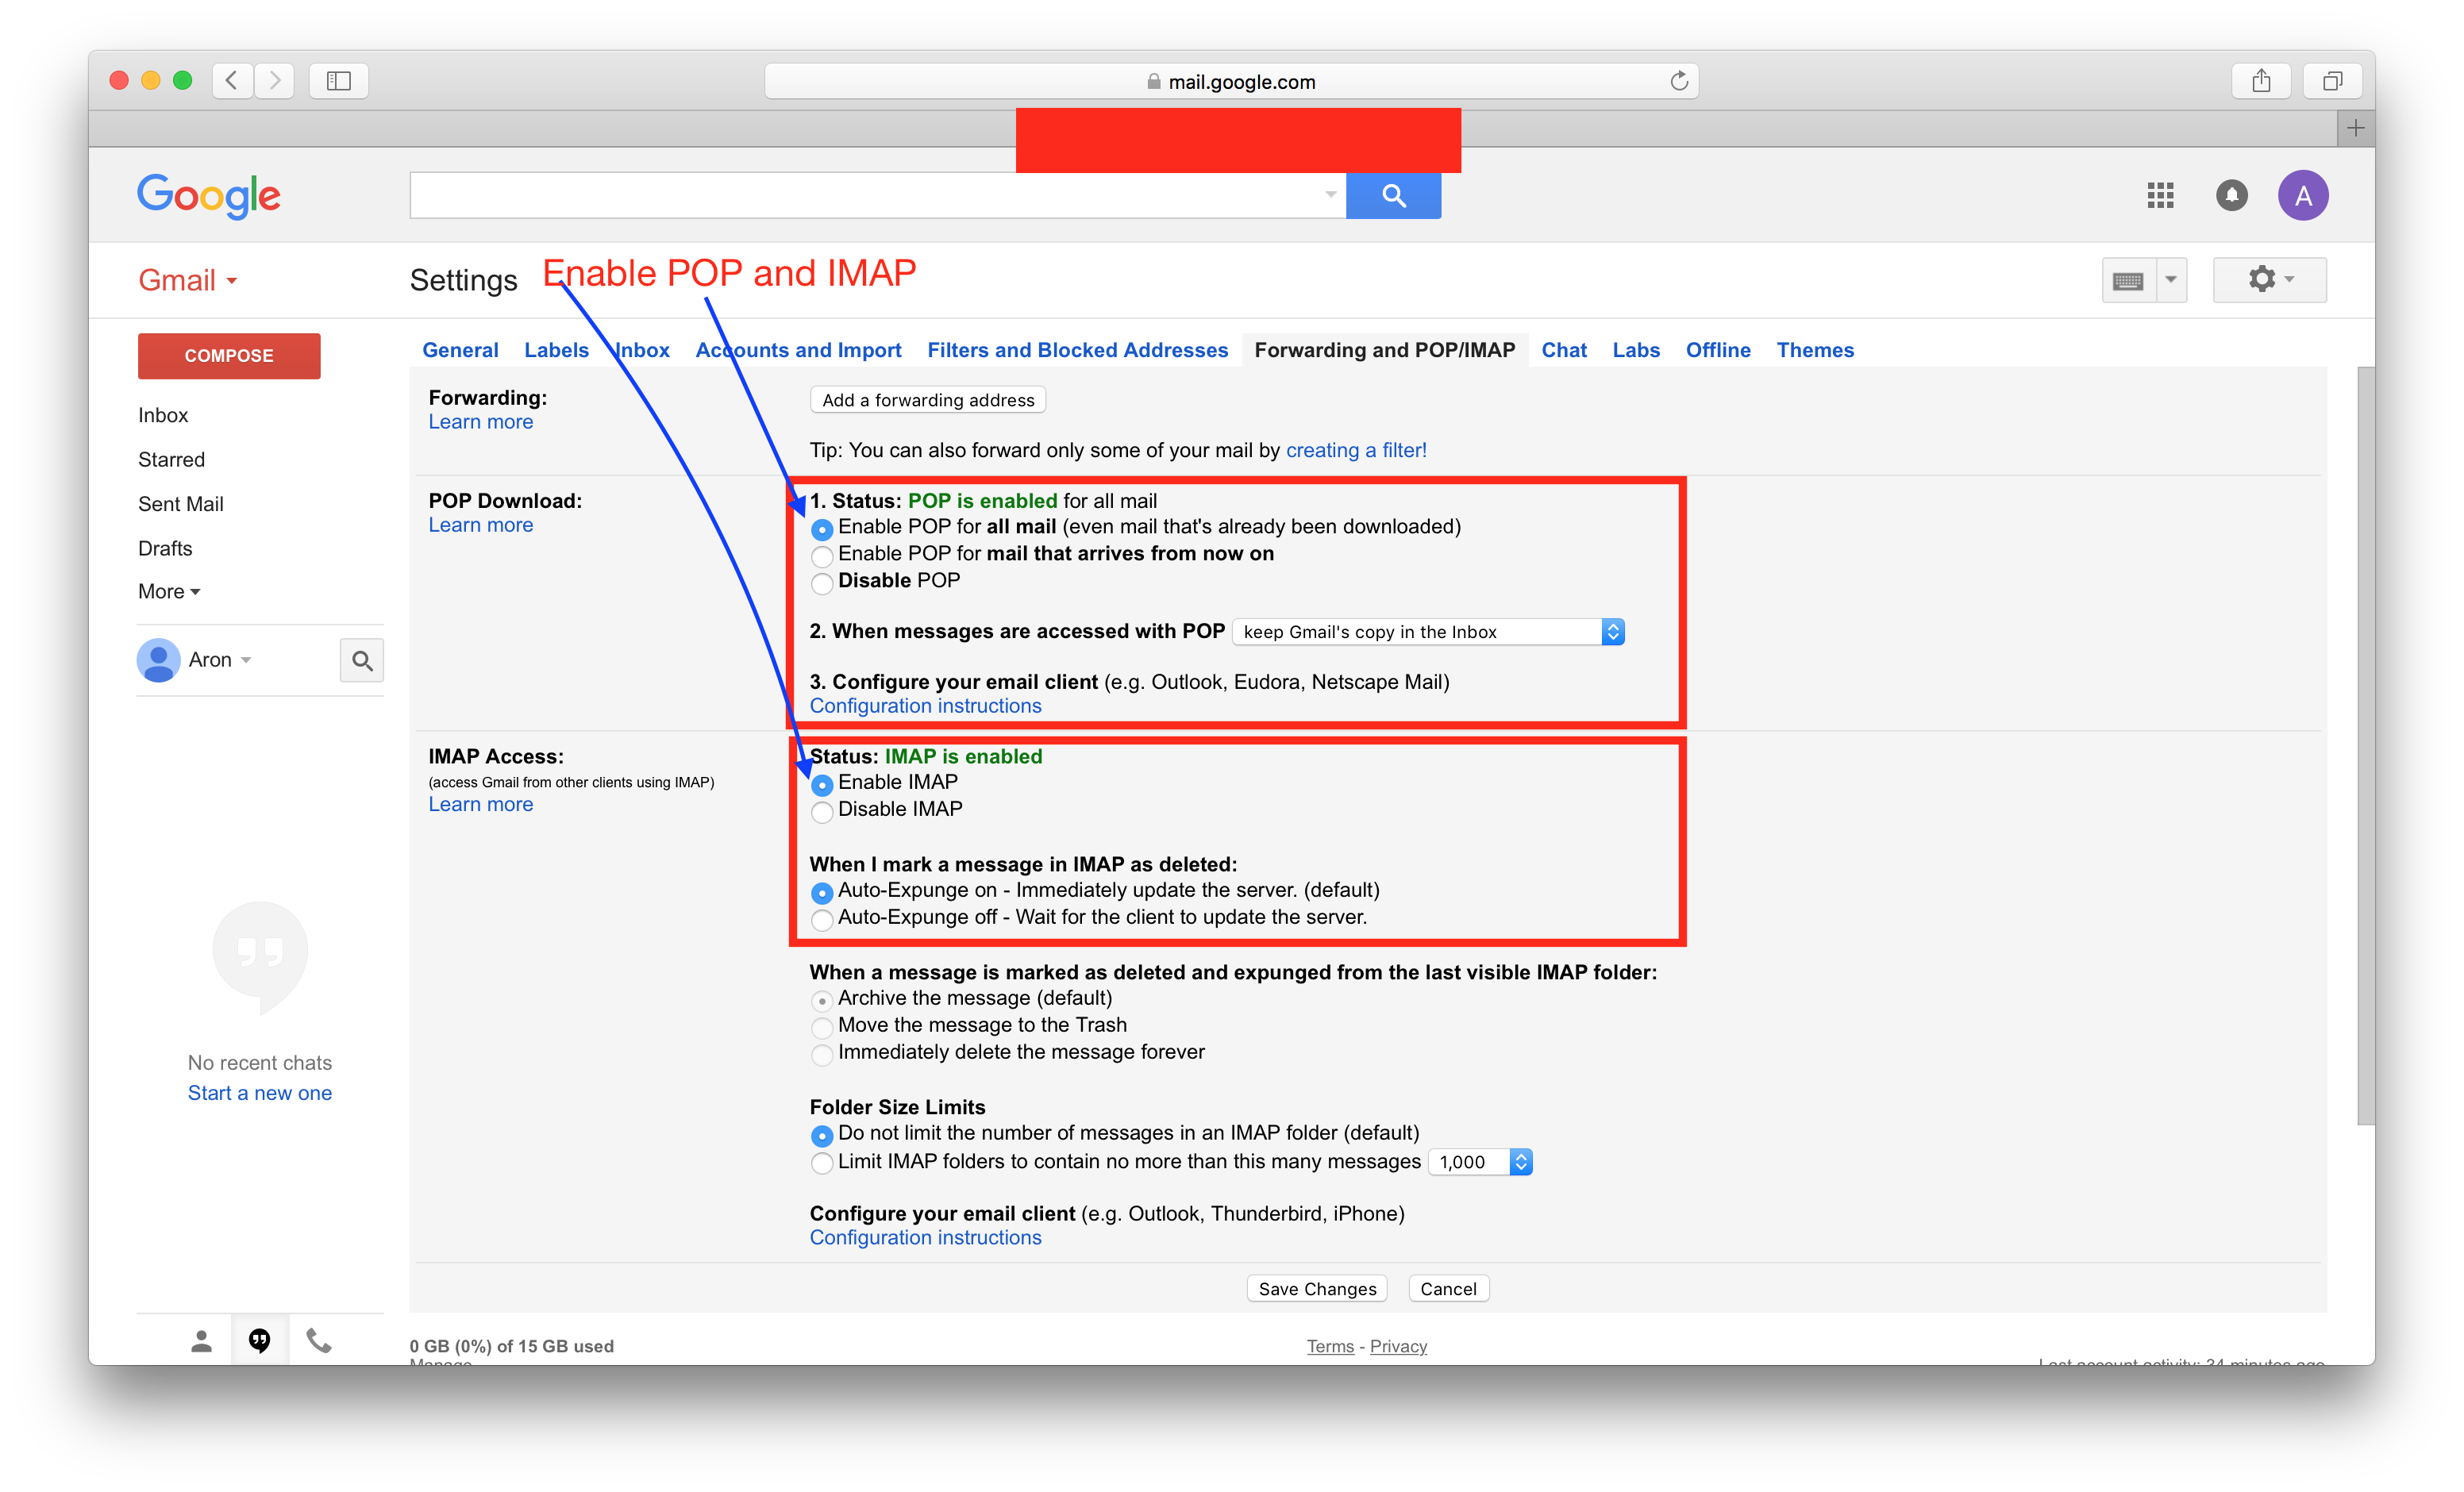 mail.google.com
Google
A
Gmail
Settings
Enable POP and IMAP
COMPOSE
Inbox
Starred
Sent Mail
Drafts
More
Aron
No recent chats
Start a new one
General Labels Inbox Accounts and Import Filters and Blocked Addresses Forwarding and POP/IMAP Chat Labs Offline Themes
Forwarding:
Learn more
Add a forwarding address
Tip: You can also forward only some of your mail by creating a filter!
POP Download:
Learn more
1. Status: POP is enabled for all mail
Enable POP for all mail (even mail that's already been downloaded)
Enable POP for mail that arrives from now on
Disable POP
2. When messages are accessed with POP keep Gmail's copy in the Inbox
3. Configure your email client (e.g. Outlook, Eudora, Netscape Mail)
Configuration instructions
IMAP Access:
(access Gmail from other clients using IMAP)
Learn more
Status: IMAP is enabled
Enable IMAP
Disable IMAP
When I mark a message in IMAP as deleted:
Auto-Expunge on - Immediately update the server. (default)
Auto-Expunge off - Wait for the client to update the server.
When a message is marked as deleted and expunged from the last visible IMAP folder:
Archive the message (default)
Move the message to the Trash
Immediately delete the message forever
Folder Size Limits
Do not limit the number of messages in an IMAP folder (default)
Limit IMAP folders to contain no more than this many messages 1,000
Configure your email client (e.g. Outlook, Thunderbird, iPhone)
Configuration instructions
Save Changes Cancel
0 GB (0%) of 15 GB used
Manage
Terms - Privacy
Last account activity: 34 minutes ago